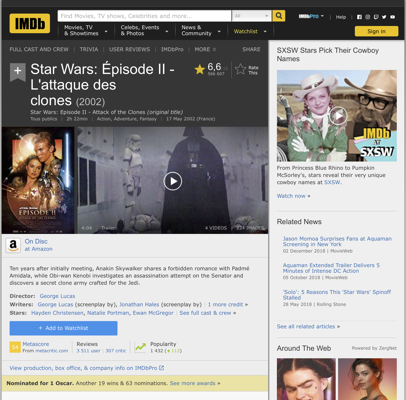 IMDb
Find Movies, TV shows, Celebrities and more...
All
IMDbPro
Help
Movies, TV
& Showtimes
Celebs, Events
& Photos
News &
Community
Watchlist
Sign in
FULL CAST AND CREW
TRIVIA
USER REVIEWS
IMDbPro
MORE
SHARE
Star Wars: Épisode II -
L'attaque des
clones (2002)
6,6
Rate
This
Star Wars: Episode II - Attack of the Clones (original title)
Tous publics | 2h 22min | Action, Adventure, Fantasy | 17 May 2002 (France)
EPISODE II
Trailer
4 VIDEOS
On Disc
at Amazon
Ten years after initially meeting, Anakin Skywalker shares a forbidden romance with Padmé
Amidala, while Obi-wan Kenobi investigates an assassination attempt on the Senator and
discovers a secret clone army crafted for the Jedi.
Director: George Lucas
Writers: George Lucas (screenplay by), Jonathan Hales (screenplay by) | 1 more credit »
Stars: Hayden Christensen, Natalie Portman, Ewan McGregor | See full cast & crew »
+ Add to Watchlist
54
Metascore
From metacritic.com
Reviews
3.511 user | 307 critic
Popularity
1 432
View production, box office, & company info on IMDbPro
Nominated for 1 Oscar. Another 19 wins & 63 nominations. See more awards »
SXSW Stars Pick Their Cowboy
Names
IMDb
AT
SXSW
From Princess Blue Rhino to Pumpkin
McSorley's, stars reveal their very unique
cowboy names at SXSW.
Watch now »
Related News
Jason Momoa Surprises Fans at Aquaman
Screening in New York
02 December 2018 | MovieWeb
Aquaman Extended Trailer Delivers 5
Minutes of Intense DC Action
05 October 2018 | MovieWeb
'Solo': 5 Reasons This 'Star Wars' Spinoff
Stalled
28 May 2018 | Rolling Stone
See all related articles »
Around The Web
Powered by ZergNet